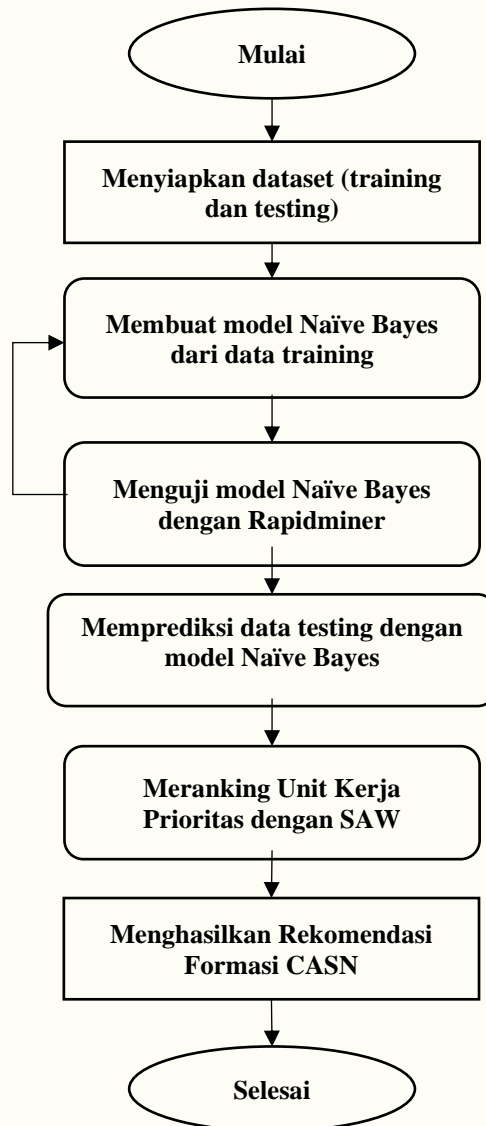 Mulai
Menyiapkan dataset (training
dan testing)
Membuat model Naïve Bayes
dari data training
Menguji model Naïve Bayes
dengan Rapidminer
Memprediksi data testing dengan
model Naïve Bayes
Meranking Unit Kerja
Prioritas dengan SAW
Menghasilkan Rekomendasi
Formasi CASN
Selesai